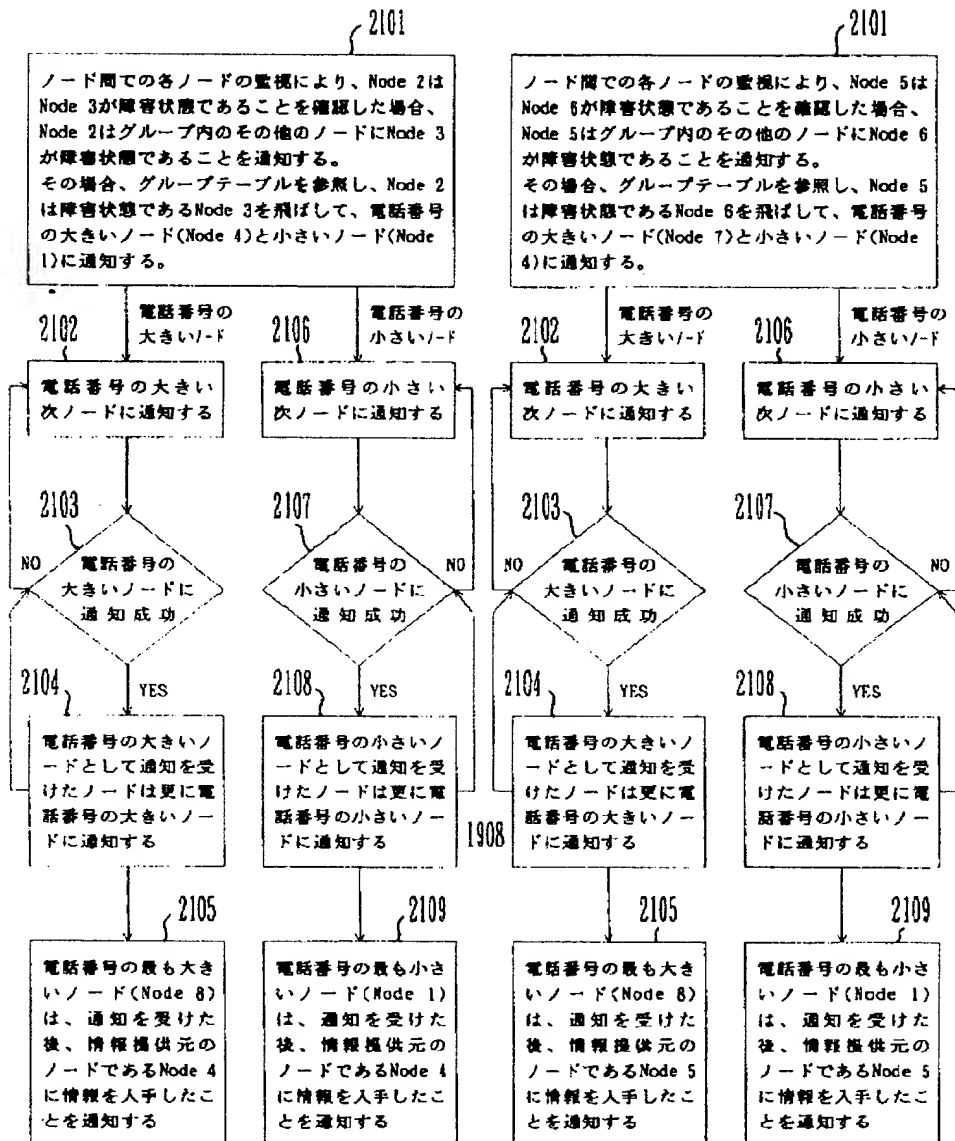 2101
ノード間での各ノードの監視により、Node 2は
Node 3が障害状態であることを確認した場合、
Node 2はグループ内のその他のノードにNode 3
が障害状態であることを通知する。
その場合、グループテーブルを参照し、Node 2
は障害状態であるNode 3を飛ばして、電話番号
の大きいノード(Node 4)と小さいノード(Node
1)に通知する。
2102
電話番号の
大きいノード
2106
電話番号の
小さいノード
電話番号の大きい
次ノードに通知する
電話番号の小さい
次ノードに通知する
2103
NO
電話番号の
大きいノードに
通知成功
2107
電話番号の
小さいノードに
通知成功
NO
2104
YES
2108
YES
電話番号の大きいノ
ードとして通知を受
けたノードは更に電
話番号の大きいノー
ドに通知する
電話番号の小さいノ
ードとして通知を受
けたノードは更に電
話番号の小さいノー
ドに通知する
1908
2105
電話番号の最も大き
いノード(Node 8)
は、通知を受けた
後、情報提供元の
ノードであるNode 4
に情報を入手したこ
とを通知する
2109
電話番号の最も小さ
いノード(Node 1)
は、通知を受けた
後、情報提供元の
ノードであるNode 4
に情報を入手したこ
とを通知する
2101
ノード間での各ノードの監視により、Node 5は
Node 6が障害状態であることを確認した場合、
Node 5はグループ内のその他のノードにNode 6
が障害状態であることを通知する。
その場合、グループテーブルを参照し、Node 5
は障害状態であるNode 6を飛ばして、電話番号
の大きいノード(Node 7)と小さいノード(Node
4)に通知する。
2102
電話番号の
大きいノード
2106
電話番号の
小さいノード
電話番号の大きい
次ノードに通知する
電話番号の小さい
次ノードに通知する
2103
NO
電話番号の
大きいノードに
通知成功
2107
電話番号の
小さいノードに
通知成功
NO
2104
YES
2108
YES
電話番号の大きいノ
ードとして通知を受
けたノードは更に電
話番号の大きいノー
ドに通知する
電話番号の小さいノ
ードとして通知を受
けたノードは更に電
話番号の小さいノー
ドに通知する
2105
電話番号の最も大き
いノード(Node 8)
は、通知を受けた
後、情報提供元の
ノードであるNode 5
に情報を入手したこ
とを通知する
2109
電話番号の最も小さ
いノード(Node 1)
は、通知を受けた
後、情報提供元の
ノードであるNode 5
に情報を入手したこ
とを通知する